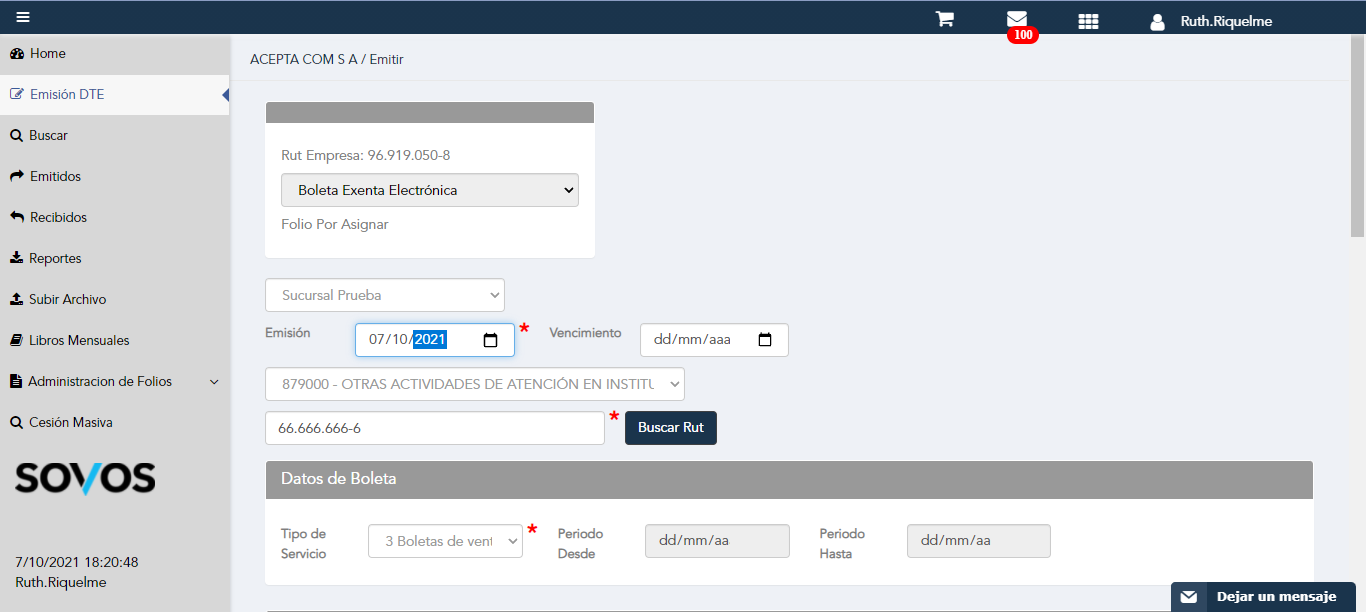 100
Ruth.Riquelme
Home
Emisión DTE
Buscar
Emitidos
Recibidos
Reportes
Subir Archivo
Libros Mensuales
Administracion de Folios
Cesión Masiva
SOVOS
7/10/2021 18:20:48
Ruth.Riquelme
ACEPTA COM S A / Emitir
Rut Empresa: 96.919.050-8
Boleta Exenta Electrónica
Folio Por Asignar
Sucursal Prueba
Emisión 07/10/2021 * Vencimiento dd/mm/aaa
879000 - OTRAS ACTIVIDADES DE ATENCIÓN EN INSTITU
66.666.666-6 * Buscar Rut
Datos de Boleta
Tipo de Servicio 3 Boletas de vent * Periodo Desde dd/mm/aa Periodo Hasta dd/mm/aa
Dejar un mensaje